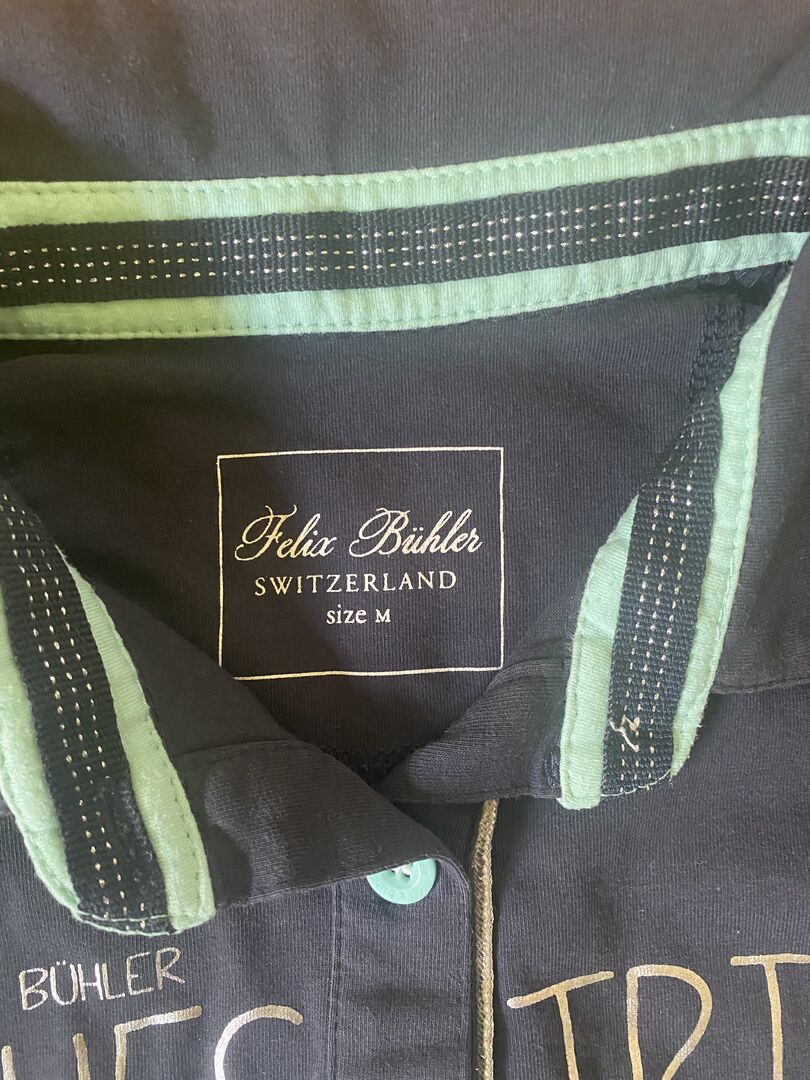 Felix Bühler
SWITZERLAND
size M
BÜHLER